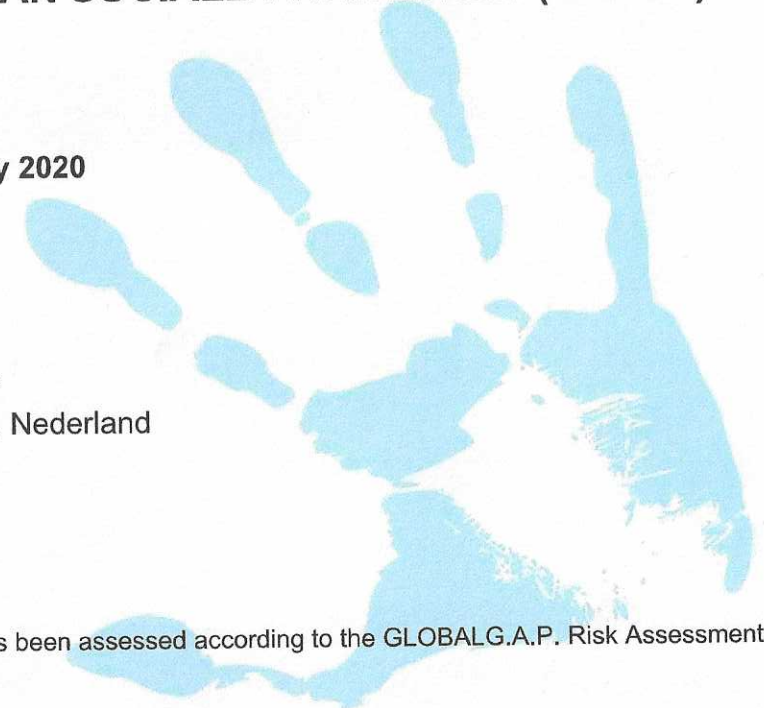 y 2020
Nederland
s been assessed according to the GLOBALG.A.P. Risk Assessment